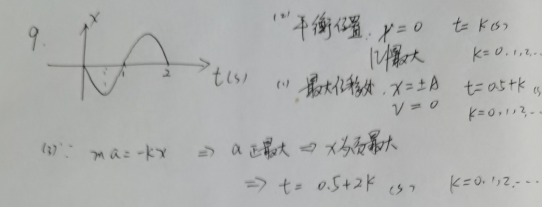 9.
x
1
2
t(s)
(2) 平衡位置. x=0 t=k(s)
|v|最大 k=0,1,2,...
(1). 最大位移处. x=±A t=0.5+k (s)
v=0 k=0,1,2,...
(3)∵ ma=-kx ⇒ a正最大 ⇒ x为负最大
⇒ t=0.5+2k (s), k=0,1,2,...